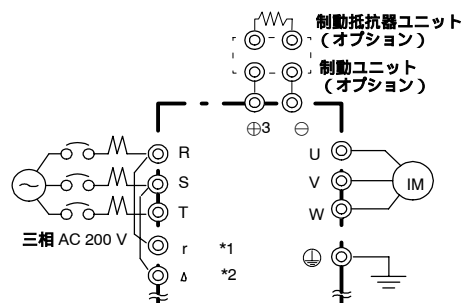 制動抵抗器ユニット
（オプション）
制動ユニット
（オプション）
⊕3 ⊖
R
S
T
r *1
Δ *2
三相 AC 200 V
U
V
W
IM